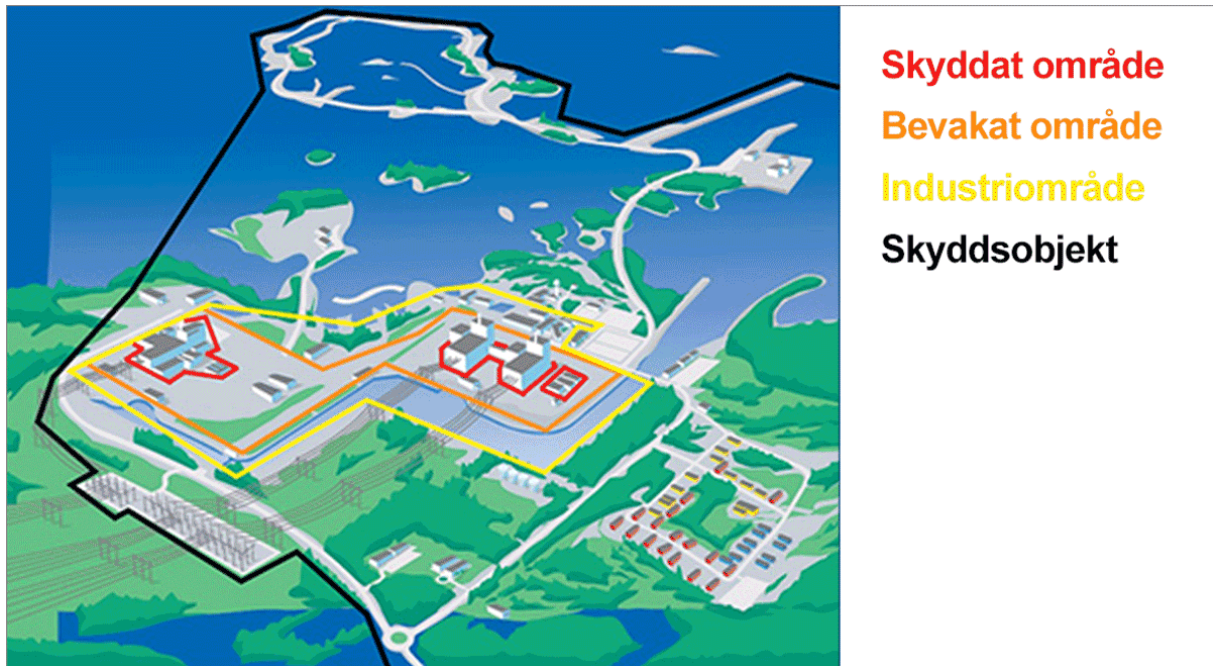 Skyddat område
Bevakat område
Industriområde
Skyddsobjekt